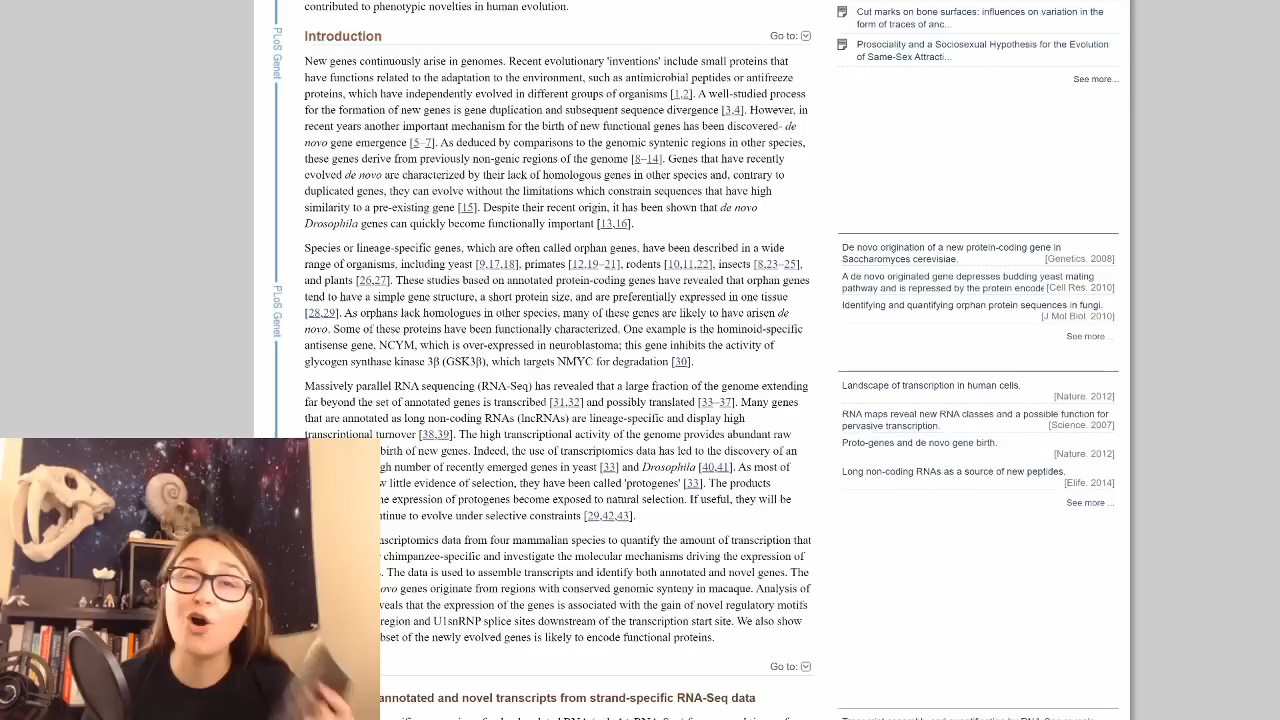 contributed to phenotypic novelties in human evolution.
Introduction
Go to:
New genes continuously arise in genomes. Recent evolutionary 'inventions' include small proteins that
have functions related to the adaptation to the environment, such as antimicrobial peptides or antifreeze
proteins, which have independently evolved in different groups of organisms [1,2]. A well-studied process
for the formation of new genes is gene duplication and subsequent sequence divergence [3,4]. However, in
recent years another important mechanism for the birth of new functional genes has been discovered- de
novo gene emergence [5–7]. As deduced by comparisons to the genomic syntenic regions in other species,
these genes derive from previously non-genic regions of the genome [8–14]. Genes that have recently
evolved de novo are characterized by their lack of homologous genes in other species and, contrary to
duplicated genes, they can evolve without the limitations which constrain sequences that have high
similarity to a pre-existing gene [15]. Despite their recent origin, it has been shown that de novo
Drosophila genes can quickly become functionally important [13,16].
Species or lineage-specific genes, which are often called orphan genes, have been described in a wide
range of organisms, including yeast [9,17,18], primates [12,19–21], rodents [10,11,22], insects [8,23–25],
and plants [26,27]. These studies based on annotated protein-coding genes have revealed that orphan genes
tend to have a simple gene structure, a short protein size, and are preferentially expressed in one tissue
[28,29]. As orphans lack homologues in other species, many of these genes are likely to have arisen de
novo. Some of these proteins have been functionally characterized. One example is the hominoid-specific
antisense gene NCYM, which is over-expressed in neuroblastoma; this gene inhibits the activity of
glycogen synthase kinase 3β (GSK3β), which targets NMYC for degradation [30].
Massively parallel RNA sequencing (RNA-Seq) has revealed that a large fraction of the genome extending
far beyond the set of annotated genes is transcribed [31,32] and possibly translated [33–37]. Many genes
that are annotated as long non-coding RNAs (lncRNAs) are lineage-specific and display high
transcriptional turnover [38,39]. The high transcriptional activity of the genome provides abundant raw
birth of new genes. Indeed, the use of transcriptomics data has led to the discovery of an
gh number of recently emerged genes in yeast [33] and Drosophila [40,41]. As most of
w little evidence of selection, they have been called 'protogenes' [33]. The products
he expression of protogenes become exposed to natural selection. If useful, they will be
ntinue to evolve under selective constraints [29,42,43].
nscriptomics data from four mammalian species to quantify the amount of transcription that
chimpanzee-specific and investigate the molecular mechanisms driving the expression of
s. The data is used to assemble transcripts and identify both annotated and novel genes. The
ovo genes originate from regions with conserved genomic synteny in macaque. Analysis of
veals that the expression of the genes is associated with the gain of novel regulatory motifs
region and U1snRNP splice sites downstream of the transcription start site. We also show
bset of the newly evolved genes is likely to encode functional proteins.
Go to:
annotated and novel transcripts from strand-specific RNA-Seq data
PLoS Genet
PLoS Genet
Cut marks on bone surfaces: influences on variation in the
form of traces of anc...
Prosociality and a Sociosexual Hypothesis for the Evolution
of Same-Sex Attracti...
See more...
De novo origination of a new protein-coding gene in
Saccharomyces cerevisiae. [Genetics. 2008]
A de novo originated gene depresses budding yeast mating
pathway and is repressed by the protein encode [Cell Res. 2010]
Identifying and quantifying orphan protein sequences in fungi.
[J Mol Biol. 2010]
See more ...
Landscape of transcription in human cells.
[Nature. 2012]
RNA maps reveal new RNA classes and a possible function for
pervasive transcription. [Science. 2007]
Proto-genes and de novo gene birth.
[Nature. 2012]
Long non-coding RNAs as a source of new peptides.
[Elife. 2014]
See more ...